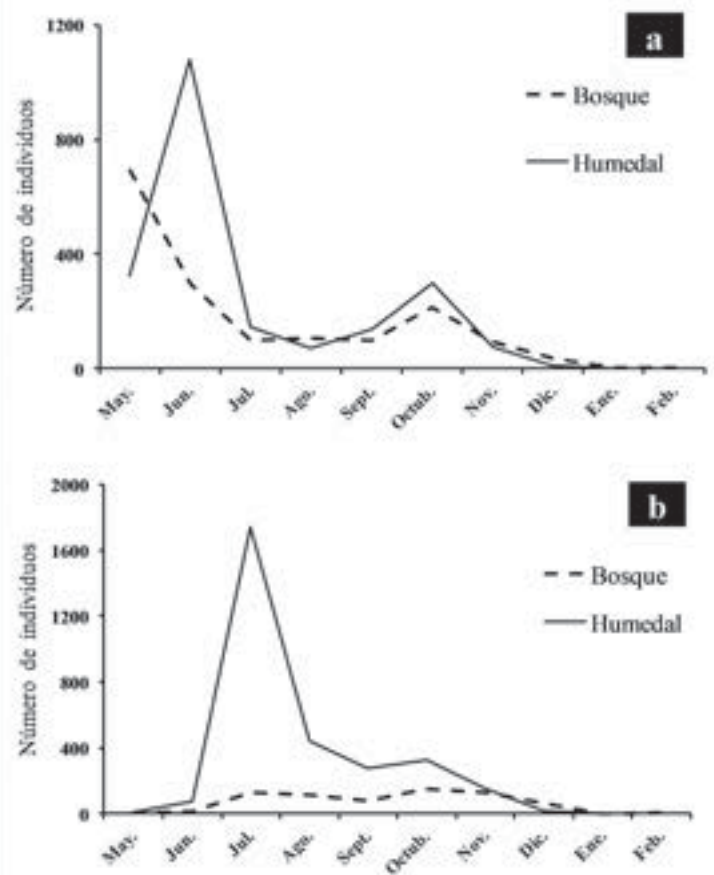 1200
a
Bosque
800
Humedal
Número de individuos
400
0
May.
Jun.
Jul.
Ago.
Sept.
Octub.
Nov.
Dic.
Ene.
Feb.
2000
b
1600
Bosque
Humedal
1200
Número de individuos
800
400
0
May.
Jun.
Jul.
Ago.
Sept.
Octub.
Nov.
Dic.
Ene.
Feb.